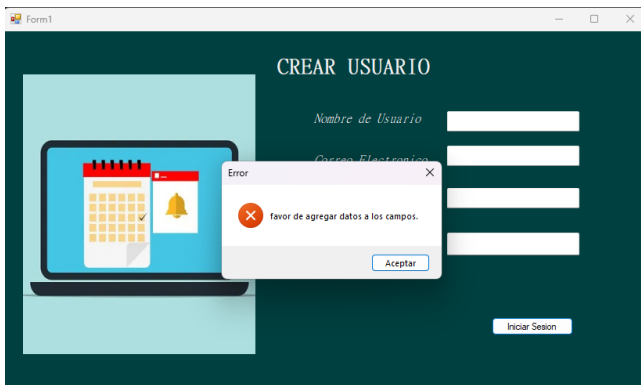 Form1
CREAR USUARIO
Nombre de Usuario
Correo Electronico
Error
favor de agregar datos a los campos.
Aceptar
Iniciar Sesion